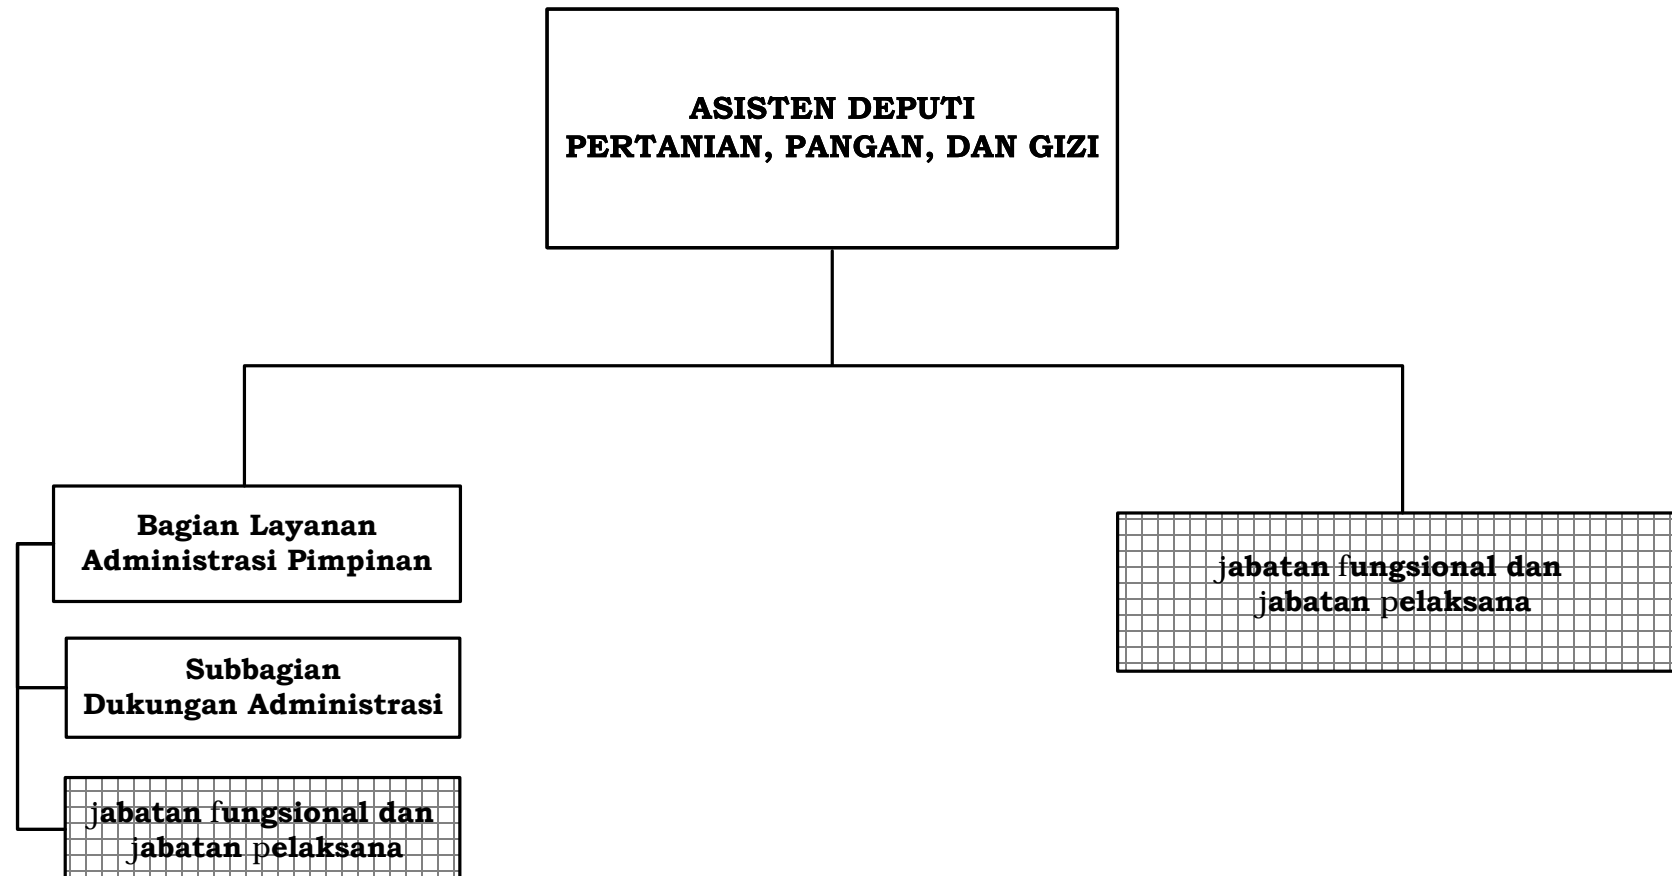 ASISTEN DEPUTI
PERTANIAN, PANGAN, DAN GIZI
Bagian Layanan
Administrasi Pimpinan
jabatan fungsional dan
jabatan pelaksana
Subbagian
Dukungan Administrasi
jabatan fungsional dan
jabatan pelaksana